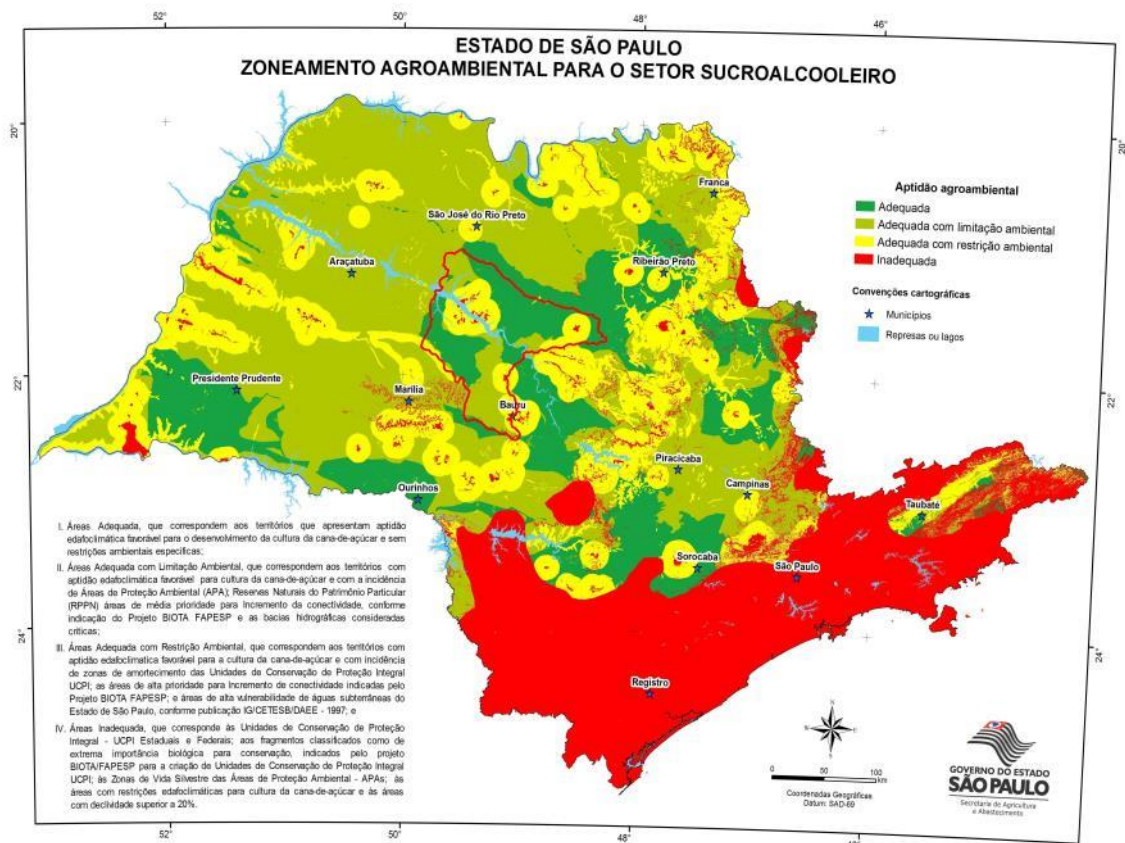 52°
50°
48°
46°
ESTADO DE SÃO PAULO
ZONEAMENTO AGROAMBIENTAL PARA O SETOR SUCROALCOOLEIRO
20°
20°
Aptidão agroambiental
Adequada
Adequada com limitação ambiental
Adequada com restrição ambiental
Inadequada
Convenções cartográficas
Municípios
Represas ou lagos
Franca
São José do Rio Preto
Araçatuba
Ribeirão Preto
22°
22°
Presidente Prudente
Marília
Bauru
Piracicaba
Campinas
Ourinhos
Taubaté
Sorocaba
São Paulo
Registro
24°
24°
I. Áreas Adequada, que correspondem aos territórios que apresentam aptidão
edafoclimática favorável para o desenvolvimento da cultura da cana-de-açúcar e sem
restrições ambientais específicas;
II. Áreas Adequada com Limitação Ambiental, que correspondem aos territórios com
aptidão edafoclimática favorável para cultura da cana-de-açúcar e com a incidência
de Áreas de Proteção Ambiental (APA); Reservas Naturais do Patrimônio Particular
(RPPN) áreas de média prioridade para Incremento da conectividade, conforme
indicação do Projeto BIOTA FAPESP e as bacias hidrográficas consideradas
críticas;
III. Áreas Adequada com Restrição Ambiental, que correspondem aos territórios com
aptidão edafoclimatica favorável para a cultura da cana-de-açúcar e com incidência
de zonas de amortecimento das Unidades de Conservação de Proteção Integral
UCPI; as áreas de alta prioridade para Incremento de conectividade indicadas pelo
Projeto BIOTA FAPESP; e áreas de alta vulnerabilidade de águas subterrâneas do
Estado de São Paulo, conforme publicação IG/CETESB/DAEE - 1997; e
IV. Áreas Inadequada, que corresponde às Unidades de Conservação de Proteção
Integral - UCPI Estaduais e Federais; aos fragmentos classificados como de
extrema importância biológica para conservação, indicados pelo projeto
BIOTA/FAPESP para a criação de Unidades de Conservação de Proteção Integral
UCPI; às Zonas de Vida Silvestre das Áreas de Proteção Ambiental - APAs; às
áreas com restrições edafoclimáticas para cultura da cana-de-açúcar e às áreas
com declividade superior a 20%.
N
S
0 50 100
km
Coordenadas Geográficas
Datum: SAD-69
GOVERNO DO ESTADO
SÃO PAULO
Secretaria de Agricultura
e Abastecimento
52°
50°
48°